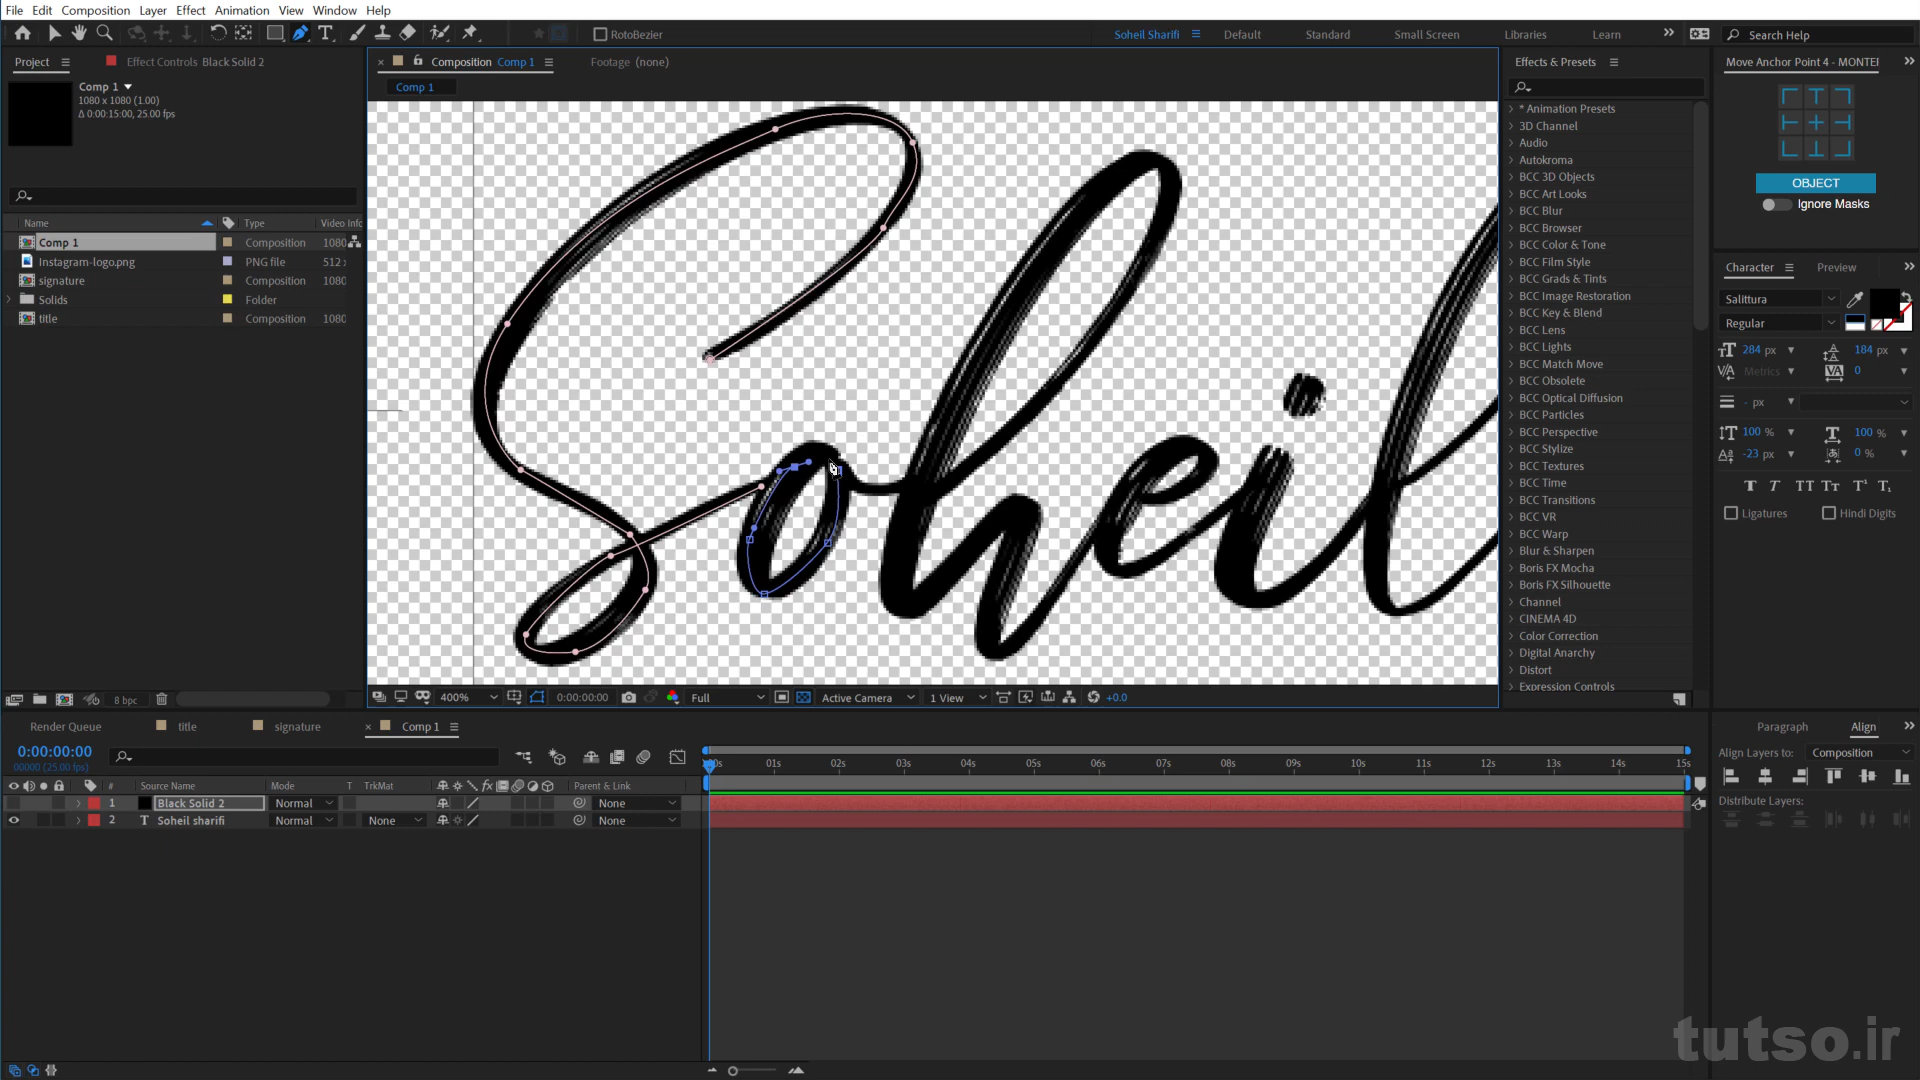 File Edit Composition Layer Effect Animation View Window Help
RotoBezier
Soheil Sharifi Default Standard Small Screen Libraries Learn Search Help
Project Effect Controls Black Solid 2
Comp 1
1080 x 1080 (1.00)
Δ 0:00:15:00, 25.00 fps
Name Type Video Info
Comp 1 Composition 1080
Instagram-logo.png PNG file 512
signature Composition 1080
Solids Folder
title Composition 1080
8 bpc
Composition Comp 1 Footage (none)
Comp 1
Soheil
400% 0:00:00:00 Full Active Camera 1 View +0.0
Effects & Presets
* Animation Presets
3D Channel
Audio
Autokroma
BCC 3D Objects
BCC Art Looks
BCC Blur
BCC Browser
BCC Color & Tone
BCC Film Style
BCC Grads & Tints
BCC Image Restoration
BCC Key & Blend
BCC Lens
BCC Lights
BCC Match Move
BCC Obsolete
BCC Optical Diffusion
BCC Particles
BCC Perspective
BCC Stylize
BCC Textures
BCC Time
BCC Transitions
BCC VR
BCC Warp
Blur & Sharpen
Boris FX Mocha
Boris FX Silhouette
Channel
CINEMA 4D
Color Correction
Digital Anarchy
Distort
Expression Controls
Move Anchor Point 4 - MONTER
OBJECT
Ignore Masks
Character Preview
Salittura
Regular
284 px 184 px
Metrics 0
- px
100 % 100 %
-23 px 0 %
Ligatures Hindi Digits
Render Queue title signature Comp 1
0:00:00:00
00000 (25.00 fps)
# Source Name Mode T TrkMat Parent & Link
1 Black Solid 2 Normal None
2 Soheil sharifi Normal None None
01s 02s 03s 04s 05s 06s 07s 08s 09s 10s 11s 12s 13s 14s 15s
Paragraph Align
Align Layers to: Composition
Distribute Layers:
tutso.ir